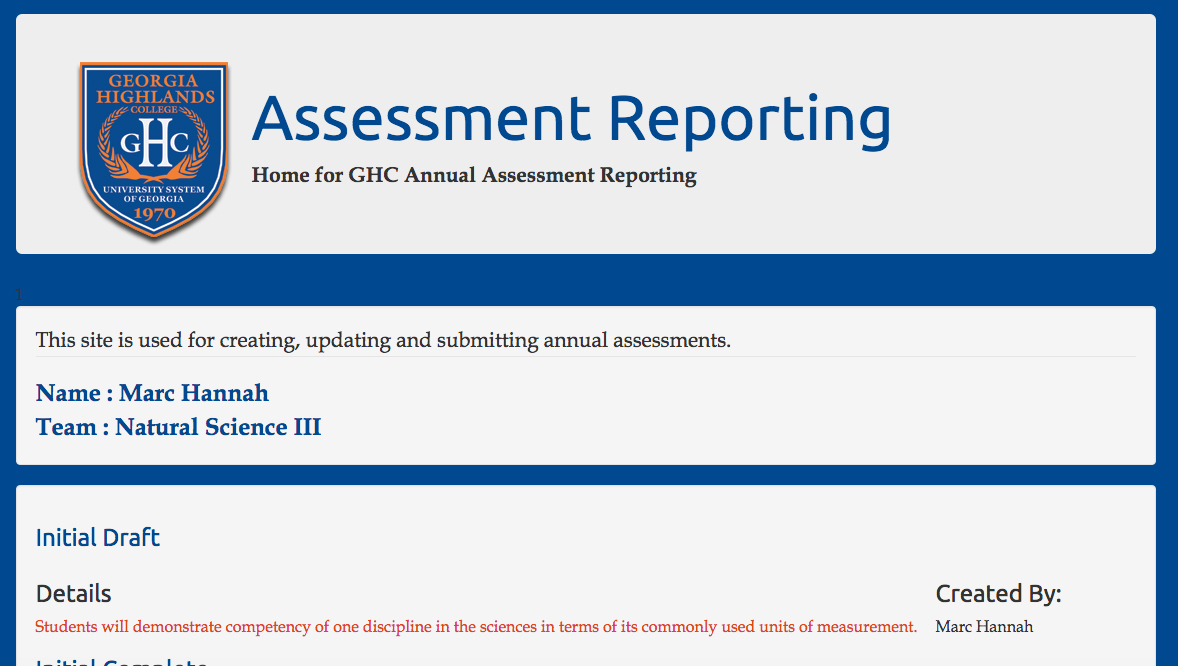 GEORGIA
HIGHLANDS
COLLEGE
GHC
UNIVERSITY SYSTEM
OF GEORGIA
1970
Assessment Reporting
Home for GHC Annual Assessment Reporting
1
This site is used for creating, updating and submitting annual assessments.
Name : Marc Hannah
Team : Natural Science III
Initial Draft
Details
Created By:
Students will demonstrate competency of one discipline in the sciences in terms of its commonly used units of measurement.
Marc Hannah
Initial Complete